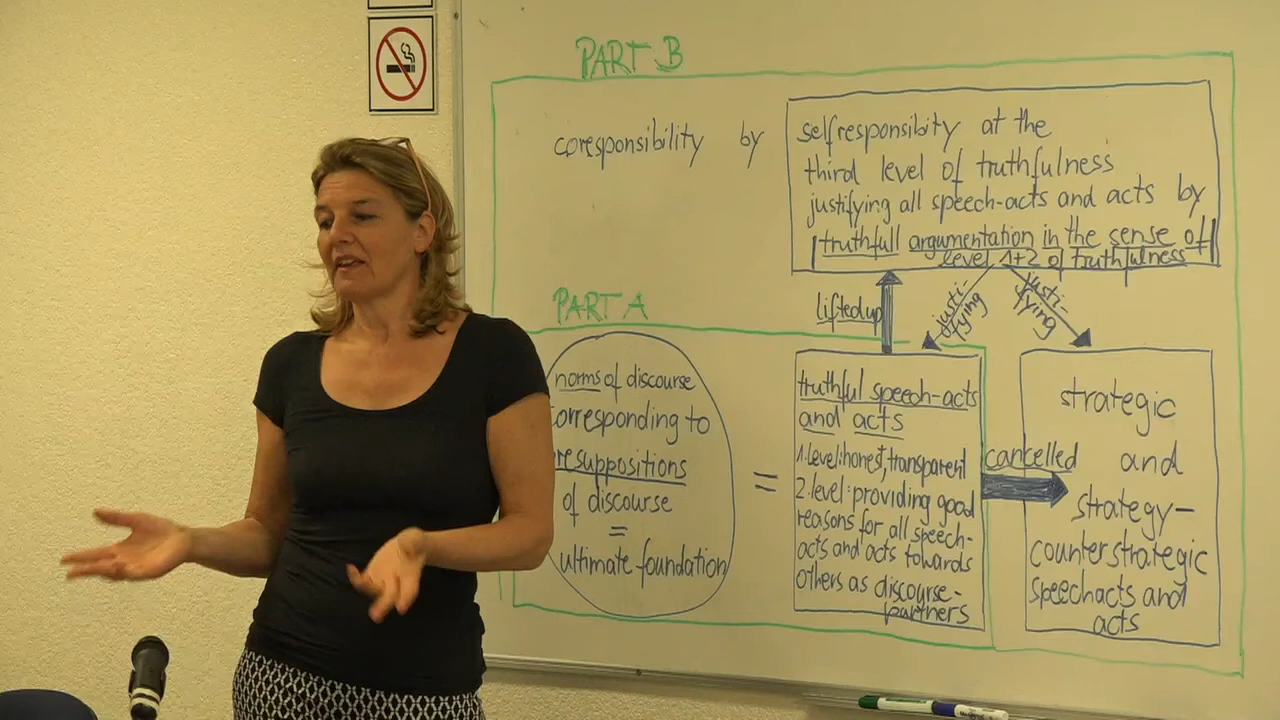 PART B
coresponsibility by
selfresponsibity at the
third level of truthfulness
justifying all speech-acts and acts by
truthfull argumentation in the sense of
level 1+2 of truthfulness
PART A
lifted up
justi-
fying
justi-
fying
norms of discourse
corresponding to
resuppositions
of discourse
=
ultimate foundation
=
truthful speech-acts
and acts
1.Level:honest, transparent
2.level:providing good
reasons for all speech-
acts and acts towards
others as discourse-
partners
cancelled
strategic
and
strategy-
counterstrategic
speechacts and
acts